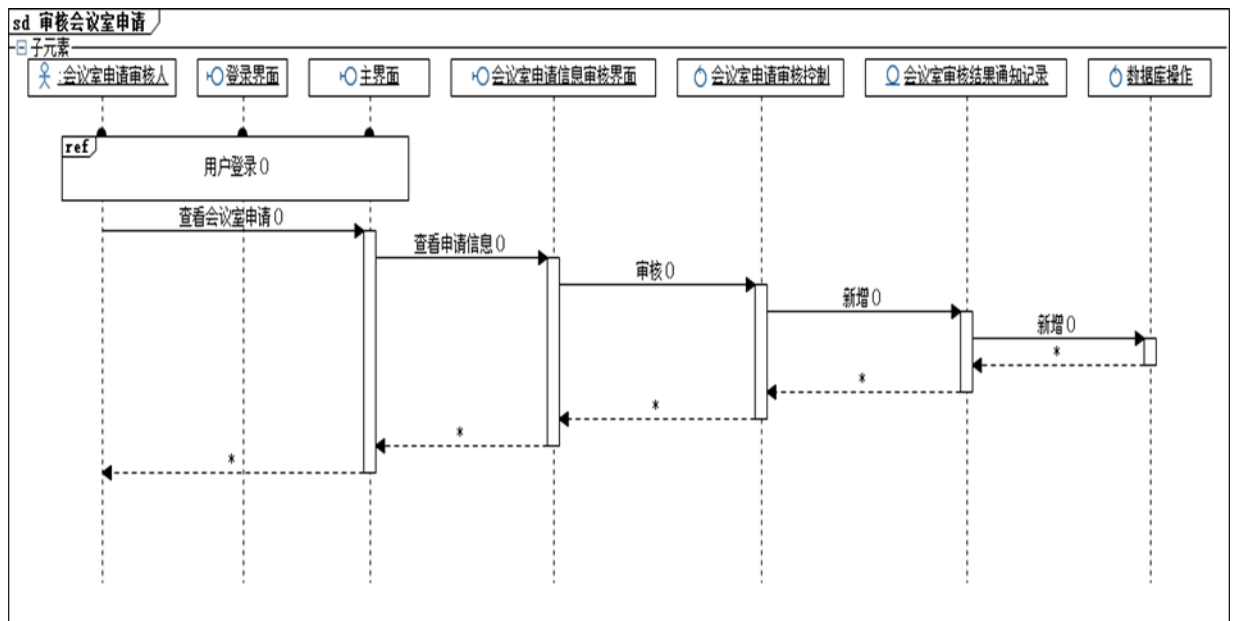 sd 审核会议室申请
子元素
:会议室申请审核人
登录界面
主界面
会议室申请信息审核界面
会议室申请审核控制
会议室审核结果通知记录
数据库操作
ref
用户登录()
查看会议室申请()
查看申请信息()
审核()
新增()
新增()
*
*
*
*
*